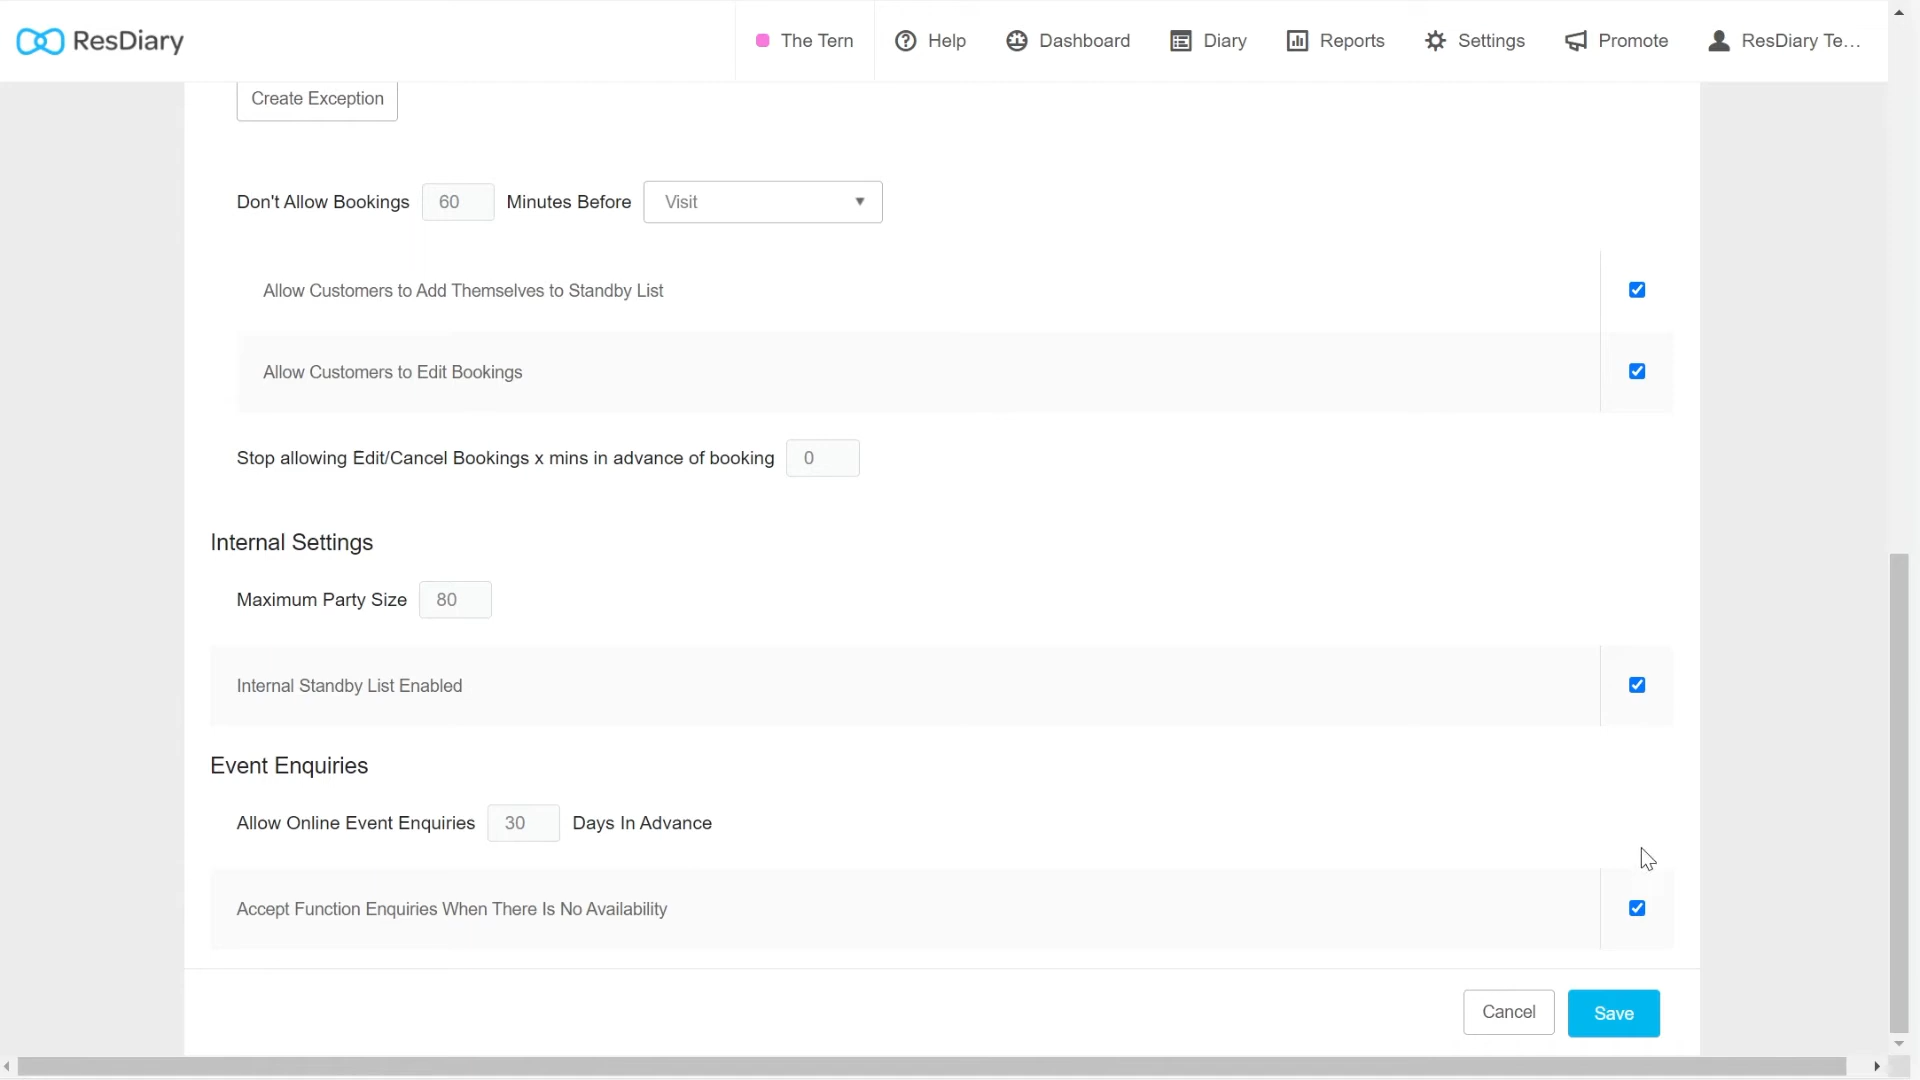 ResDiary
The Tern Help Dashboard Diary Reports Settings Promote ResDiary Te...
Create Exception
Don't Allow Bookings 60 Minutes Before Visit
Allow Customers to Add Themselves to Standby List
Allow Customers to Edit Bookings
Stop allowing Edit/Cancel Bookings x mins in advance of booking 0
Internal Settings
Maximum Party Size 80
Internal Standby List Enabled
Event Enquiries
Allow Online Event Enquiries 30 Days In Advance
Accept Function Enquiries When There Is No Availability
Cancel Save